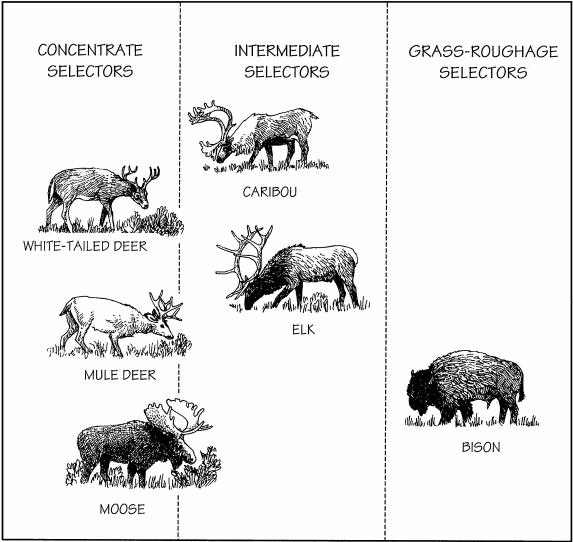 CONCENTRATE
SELECTORS
INTERMEDIATE
SELECTORS
GRASS-ROUGHAGE
SELECTORS
CARIBOU
WHITE-TAILED DEER
ELK
MULE DEER
BISON
MOOSE